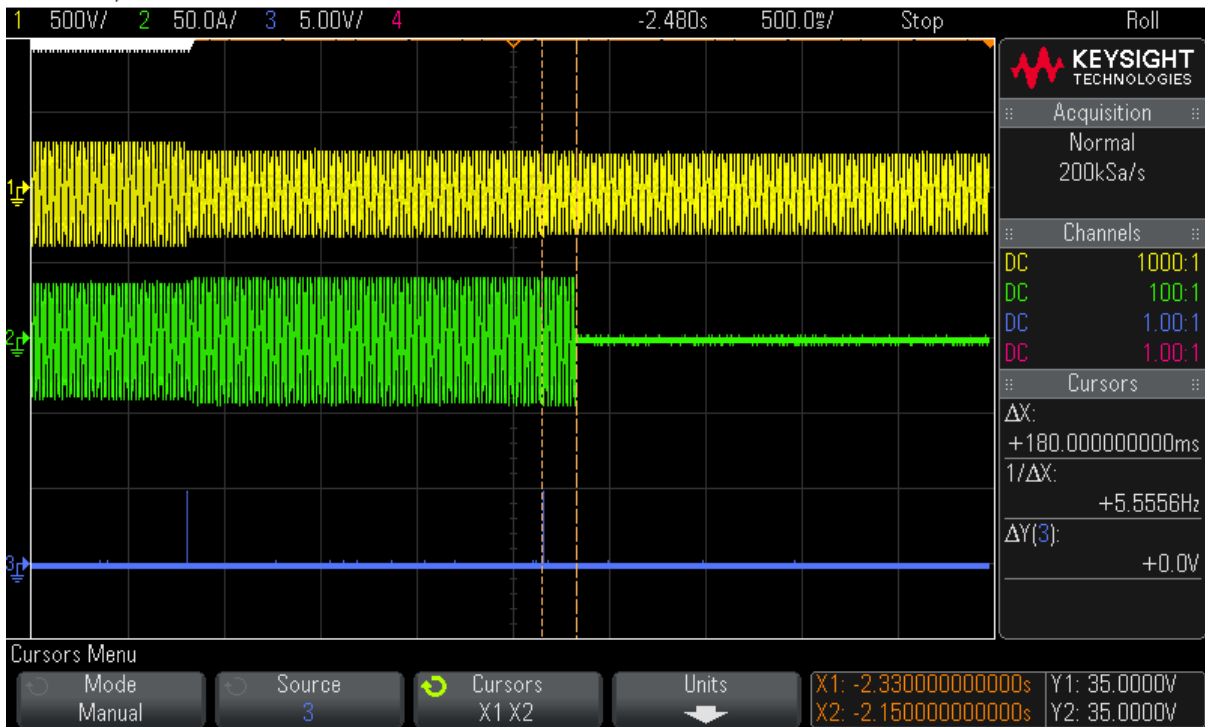 1 500V/ 2 50.0A/ 3 5.00V/ 4 -2.480s 500.0ms/ Stop Roll
KEYSIGHT
TECHNOLOGIES
Acquisition
Normal
200kSa/s
Channels
DC 1000:1
DC 100:1
DC 1.00:1
DC 1.00:1
Cursors
ΔX:
+180.000000000ms
1/ΔX:
+5.5556Hz
ΔY(3):
+0.0V
1
2
3
Cursors Menu
Mode
Manual
Source
3
Cursors
X1 X2
Units
X1: -2.330000000000s
X2: -2.150000000000s
Y1: 35.0000V
Y2: 35.0000V